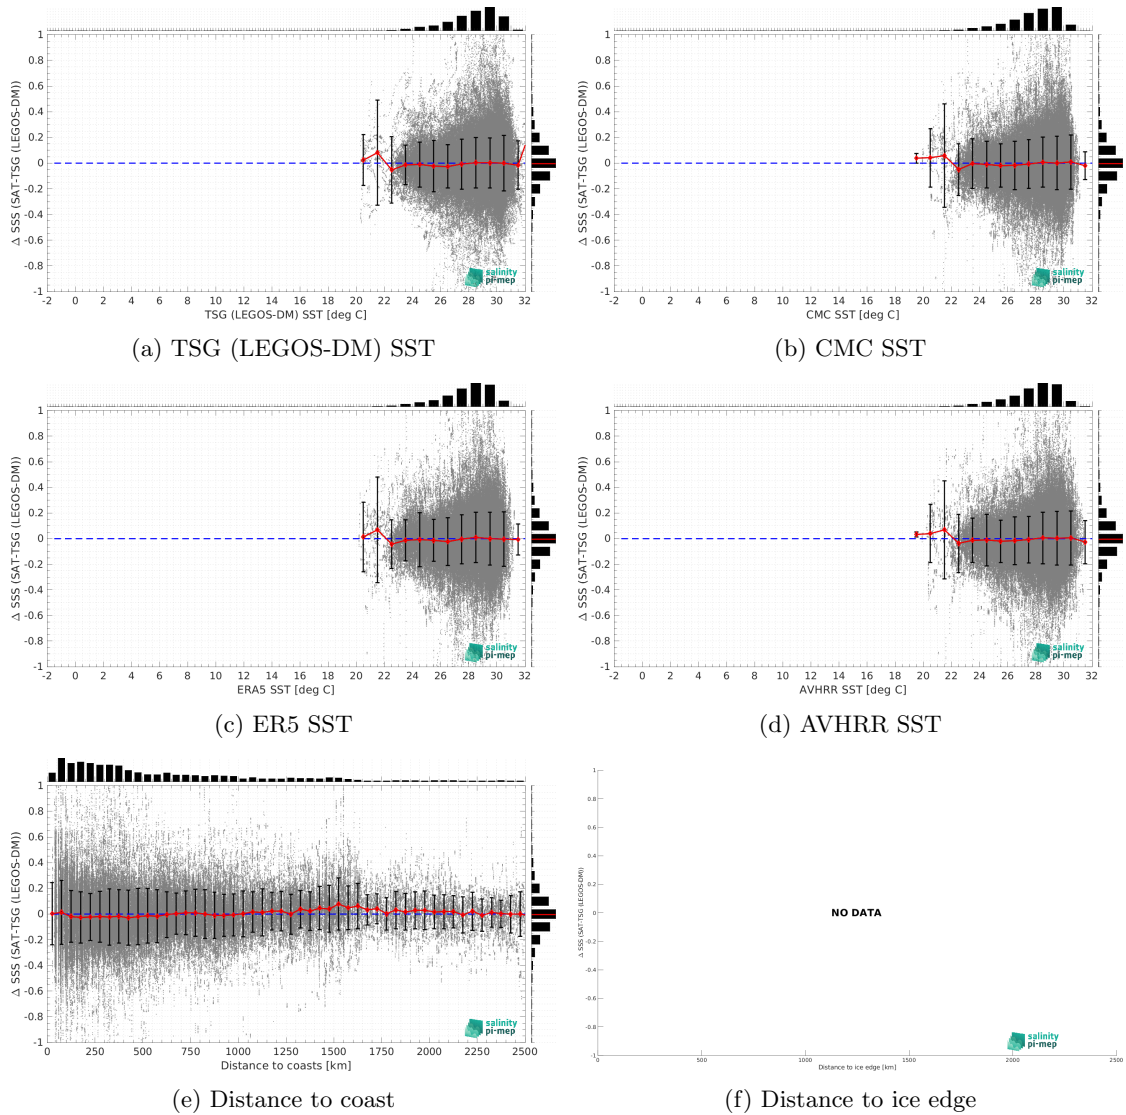 Δ SSS (SAT-TSG (LEGOS-DM))
1
0.8
0.6
0.4
0.2
0
-0.2
-0.4
-0.6
-0.8
-1
salinity
pi-mep
-2 0 2 4 6 8 10 12 14 16 18 20 22 24 26 28 30 32
TSG (LEGOS-DM) SST [deg C]
(a) TSG (LEGOS-DM) SST
Δ SSS (SAT-TSG (LEGOS-DM))
1
0.8
0.6
0.4
0.2
0
-0.2
-0.4
-0.6
-0.8
-1
salinity
pi-mep
-2 0 2 4 6 8 10 12 14 16 18 20 22 24 26 28 30 32
CMC SST [deg C]
(b) CMC SST
Δ SSS (SAT-TSG (LEGOS-DM))
1
0.8
0.6
0.4
0.2
0
-0.2
-0.4
-0.6
-0.8
-1
salinity
pi-mep
-2 0 2 4 6 8 10 12 14 16 18 20 22 24 26 28 30 32
ERA5 SST [deg C]
(c) ER5 SST
Δ SSS (SAT-TSG (LEGOS-DM))
1
0.8
0.6
0.4
0.2
0
-0.2
-0.4
-0.6
-0.8
-1
salinity
pi-mep
-2 0 2 4 6 8 10 12 14 16 18 20 22 24 26 28 30 32
AVHRR SST [deg C]
(d) AVHRR SST
Δ SSS (SAT-TSG (LEGOS-DM))
1
0.8
0.6
0.4
0.2
0
-0.2
-0.4
-0.6
-0.8
-1
salinity
pi-mep
0 250 500 750 1000 1250 1500 1750 2000 2250 2500
Distance to coasts [km]
(e) Distance to coast
Δ SSS (SAT-TSG (LEGOS-DM))
1
0.8
0.6
0.4
0.2
0
-0.2
-0.4
-0.6
-0.8
-1
NO DATA
salinity
pi-mep
0 500 1000 1500 2000 2500
Distance to ice edge [km]
(f) Distance to ice edge